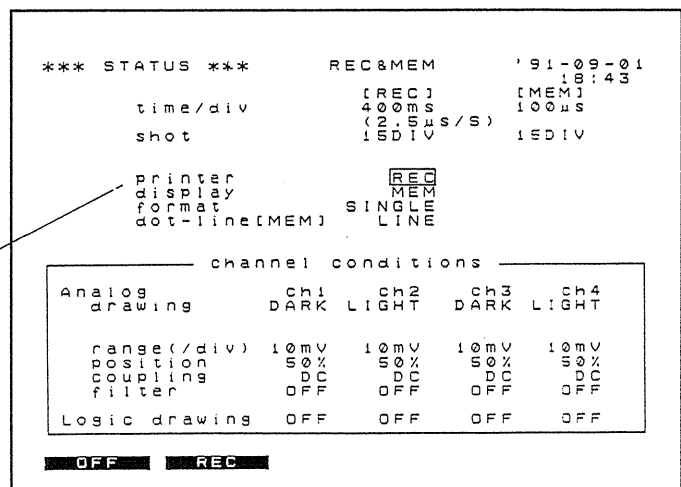 *** STATUS *** REC&MEM '91-09-01
18:43
[REC] [MEM]
time/div 400ms 100µs
(2.5µs/S)
shot 15DIV 15DIV
printer REC
display MEM
format SINGLE
dot-line[MEM] LINE
channel conditions
Analog ch1 ch2 ch3 ch4
drawing DARK LIGHT DARK LIGHT
range(/div) 10mV 10mV 10mV 10mV
position 50% 50% 50% 50%
coupling DC DC DC DC
filter OFF OFF OFF OFF
Logic drawing OFF OFF OFF OFF
OFF REC